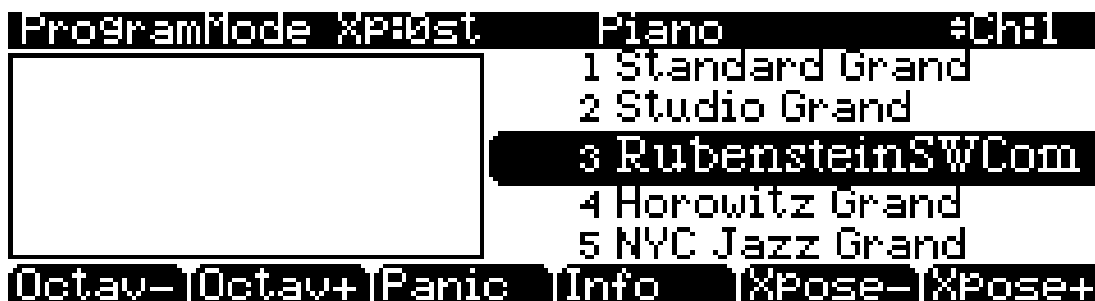 ProgramMode Xp:0st Piano Ch:1
1 Standard Grand
2 Studio Grand
3 RubensteinSWCom
4 Horowitz Grand
5 NYC Jazz Grand
Octav- Octav+ Panic Info Xpose- Xpose+